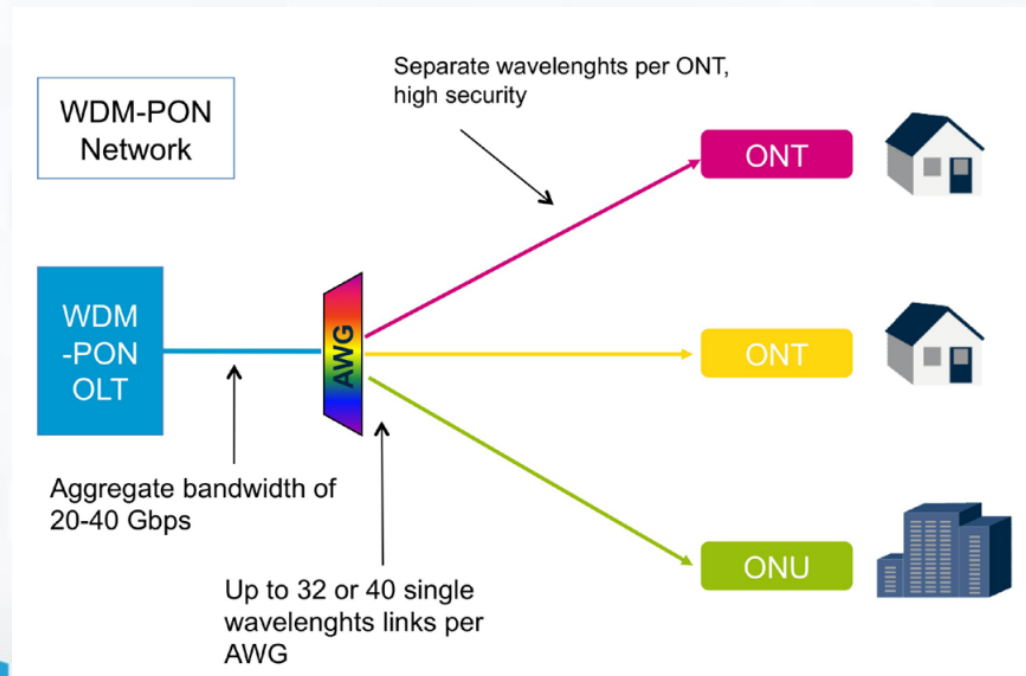 Separate wavelenghts per ONT,
high security
WDM-PON
Network
ONT
WDM
-PON
OLT
AWG
ONT
Aggregate bandwidth of
20-40 Gbps
ONU
Up to 32 or 40 single
wavelenghts links per
AWG